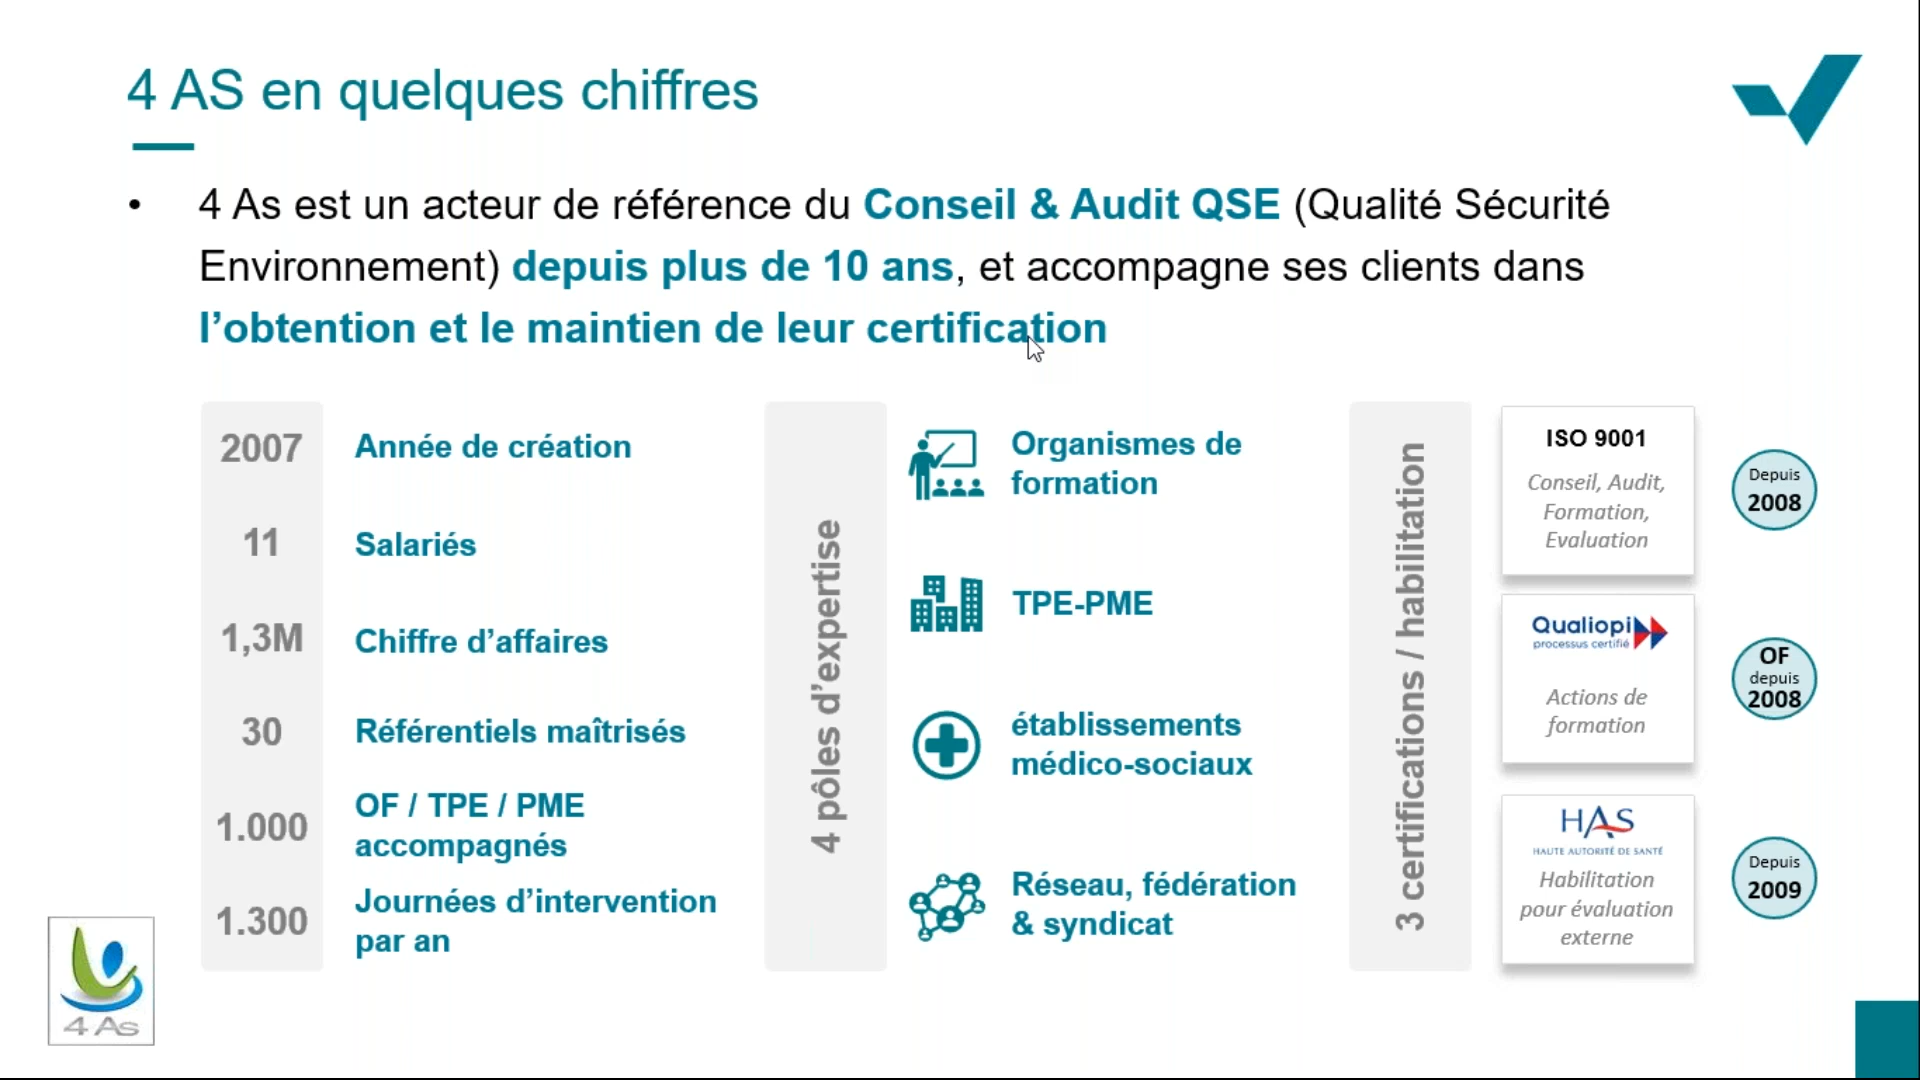 4 AS en quelques chiffres
• 4 As est un acteur de référence du Conseil & Audit QSE (Qualité Sécurité
Environnement) depuis plus de 10 ans, et accompagne ses clients dans
l’obtention et le maintien de leur certification
2007 Année de création
11 Salariés
1,3M Chiffre d’affaires
30 Référentiels maîtrisés
1.000 OF / TPE / PME
accompagnés
1.300 Journées d’intervention
par an
4 pôles d’expertise
Organismes de
formation
TPE-PME
établissements
médico-sociaux
Réseau, fédération
& syndicat
3 certifications / habilitation
ISO 9001
Conseil, Audit,
Formation,
Evaluation
Depuis
2008
Qualiopi
processus certifié
Actions de
formation
OF
depuis
2008
HAS
HAUTE AUTORITÉ DE SANTÉ
Habilitation
pour évaluation
externe
Depuis
2009
4 As